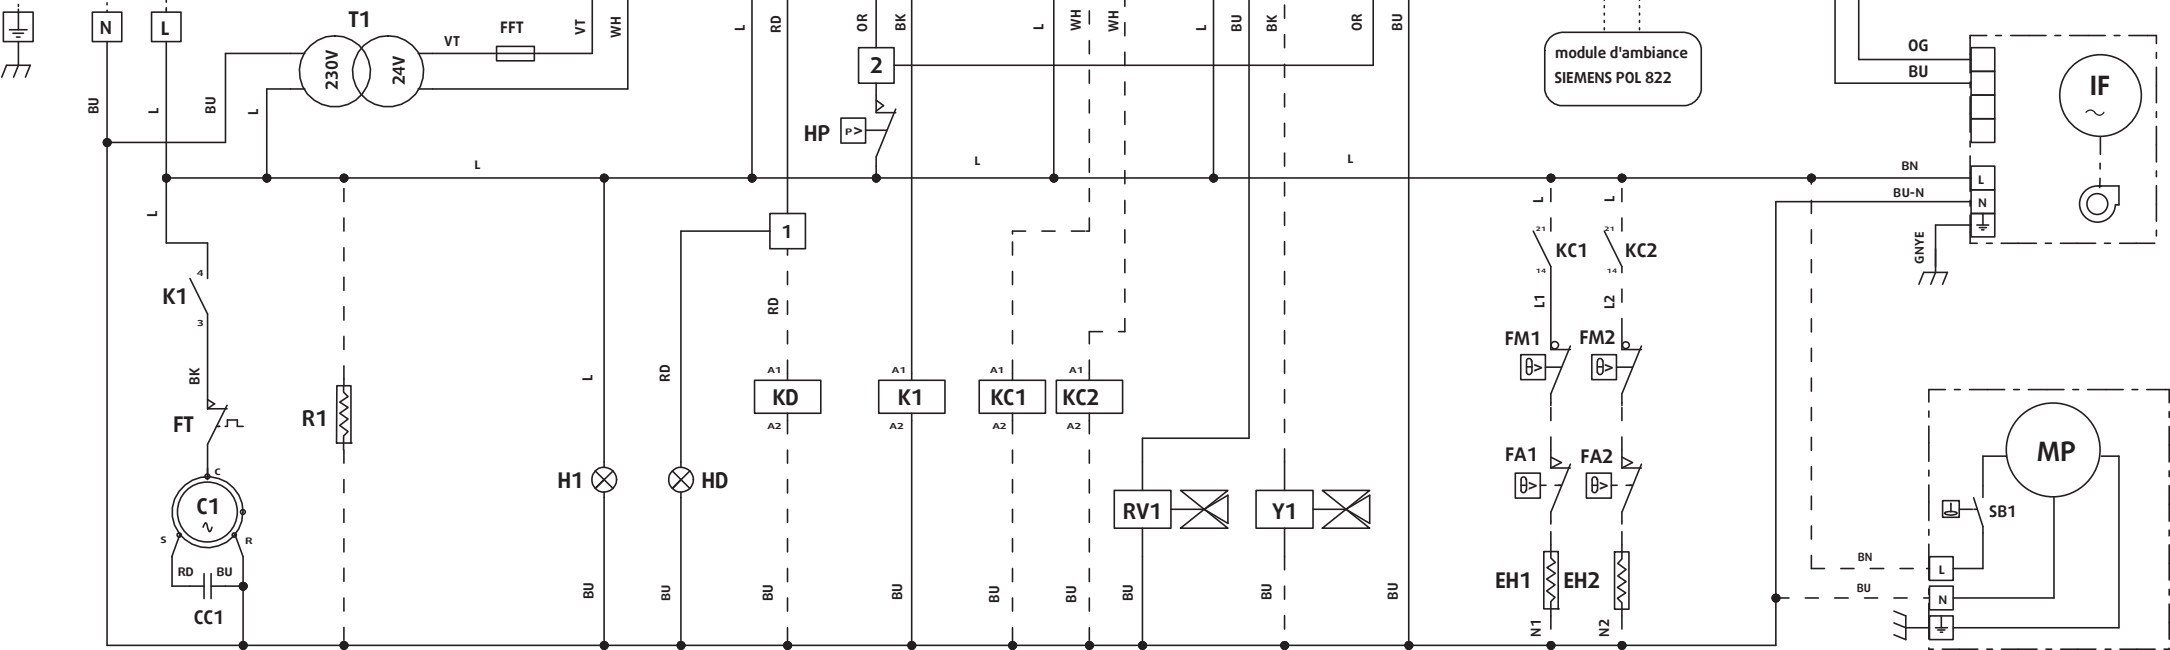 N
L
T1
230V
24V
VT
FFT
VT
WH
L
RD
OR
BK
L
WH
WH
L
BU
BK
OR
BU
2
module d'ambiance
SIEMENS POL 822
OG
BU
IF
~
BU
L
BU
L
HP
P>
L
L
L
BN
L
BU-N
N
GNYE
L
1
L
21
KC1
14
L
21
KC2
14
4
K1
3
L1
L2
RD
BK
L
RD
FM1
θ>
FM2
θ>
A1
KD
A2
A1
K1
A2
A1
KC1
A2
A1
KC2
A2
FT
R1
MP
FA1
θ>
FA2
θ>
C
C1
~
S
R
H1
HD
RV1
Y1
SB1
RD
BU
CC1
BU
BU
BU
BU
BU
BU
BU
BU
BU
EH1
EH2
N1
N2
BN
L
BU
N